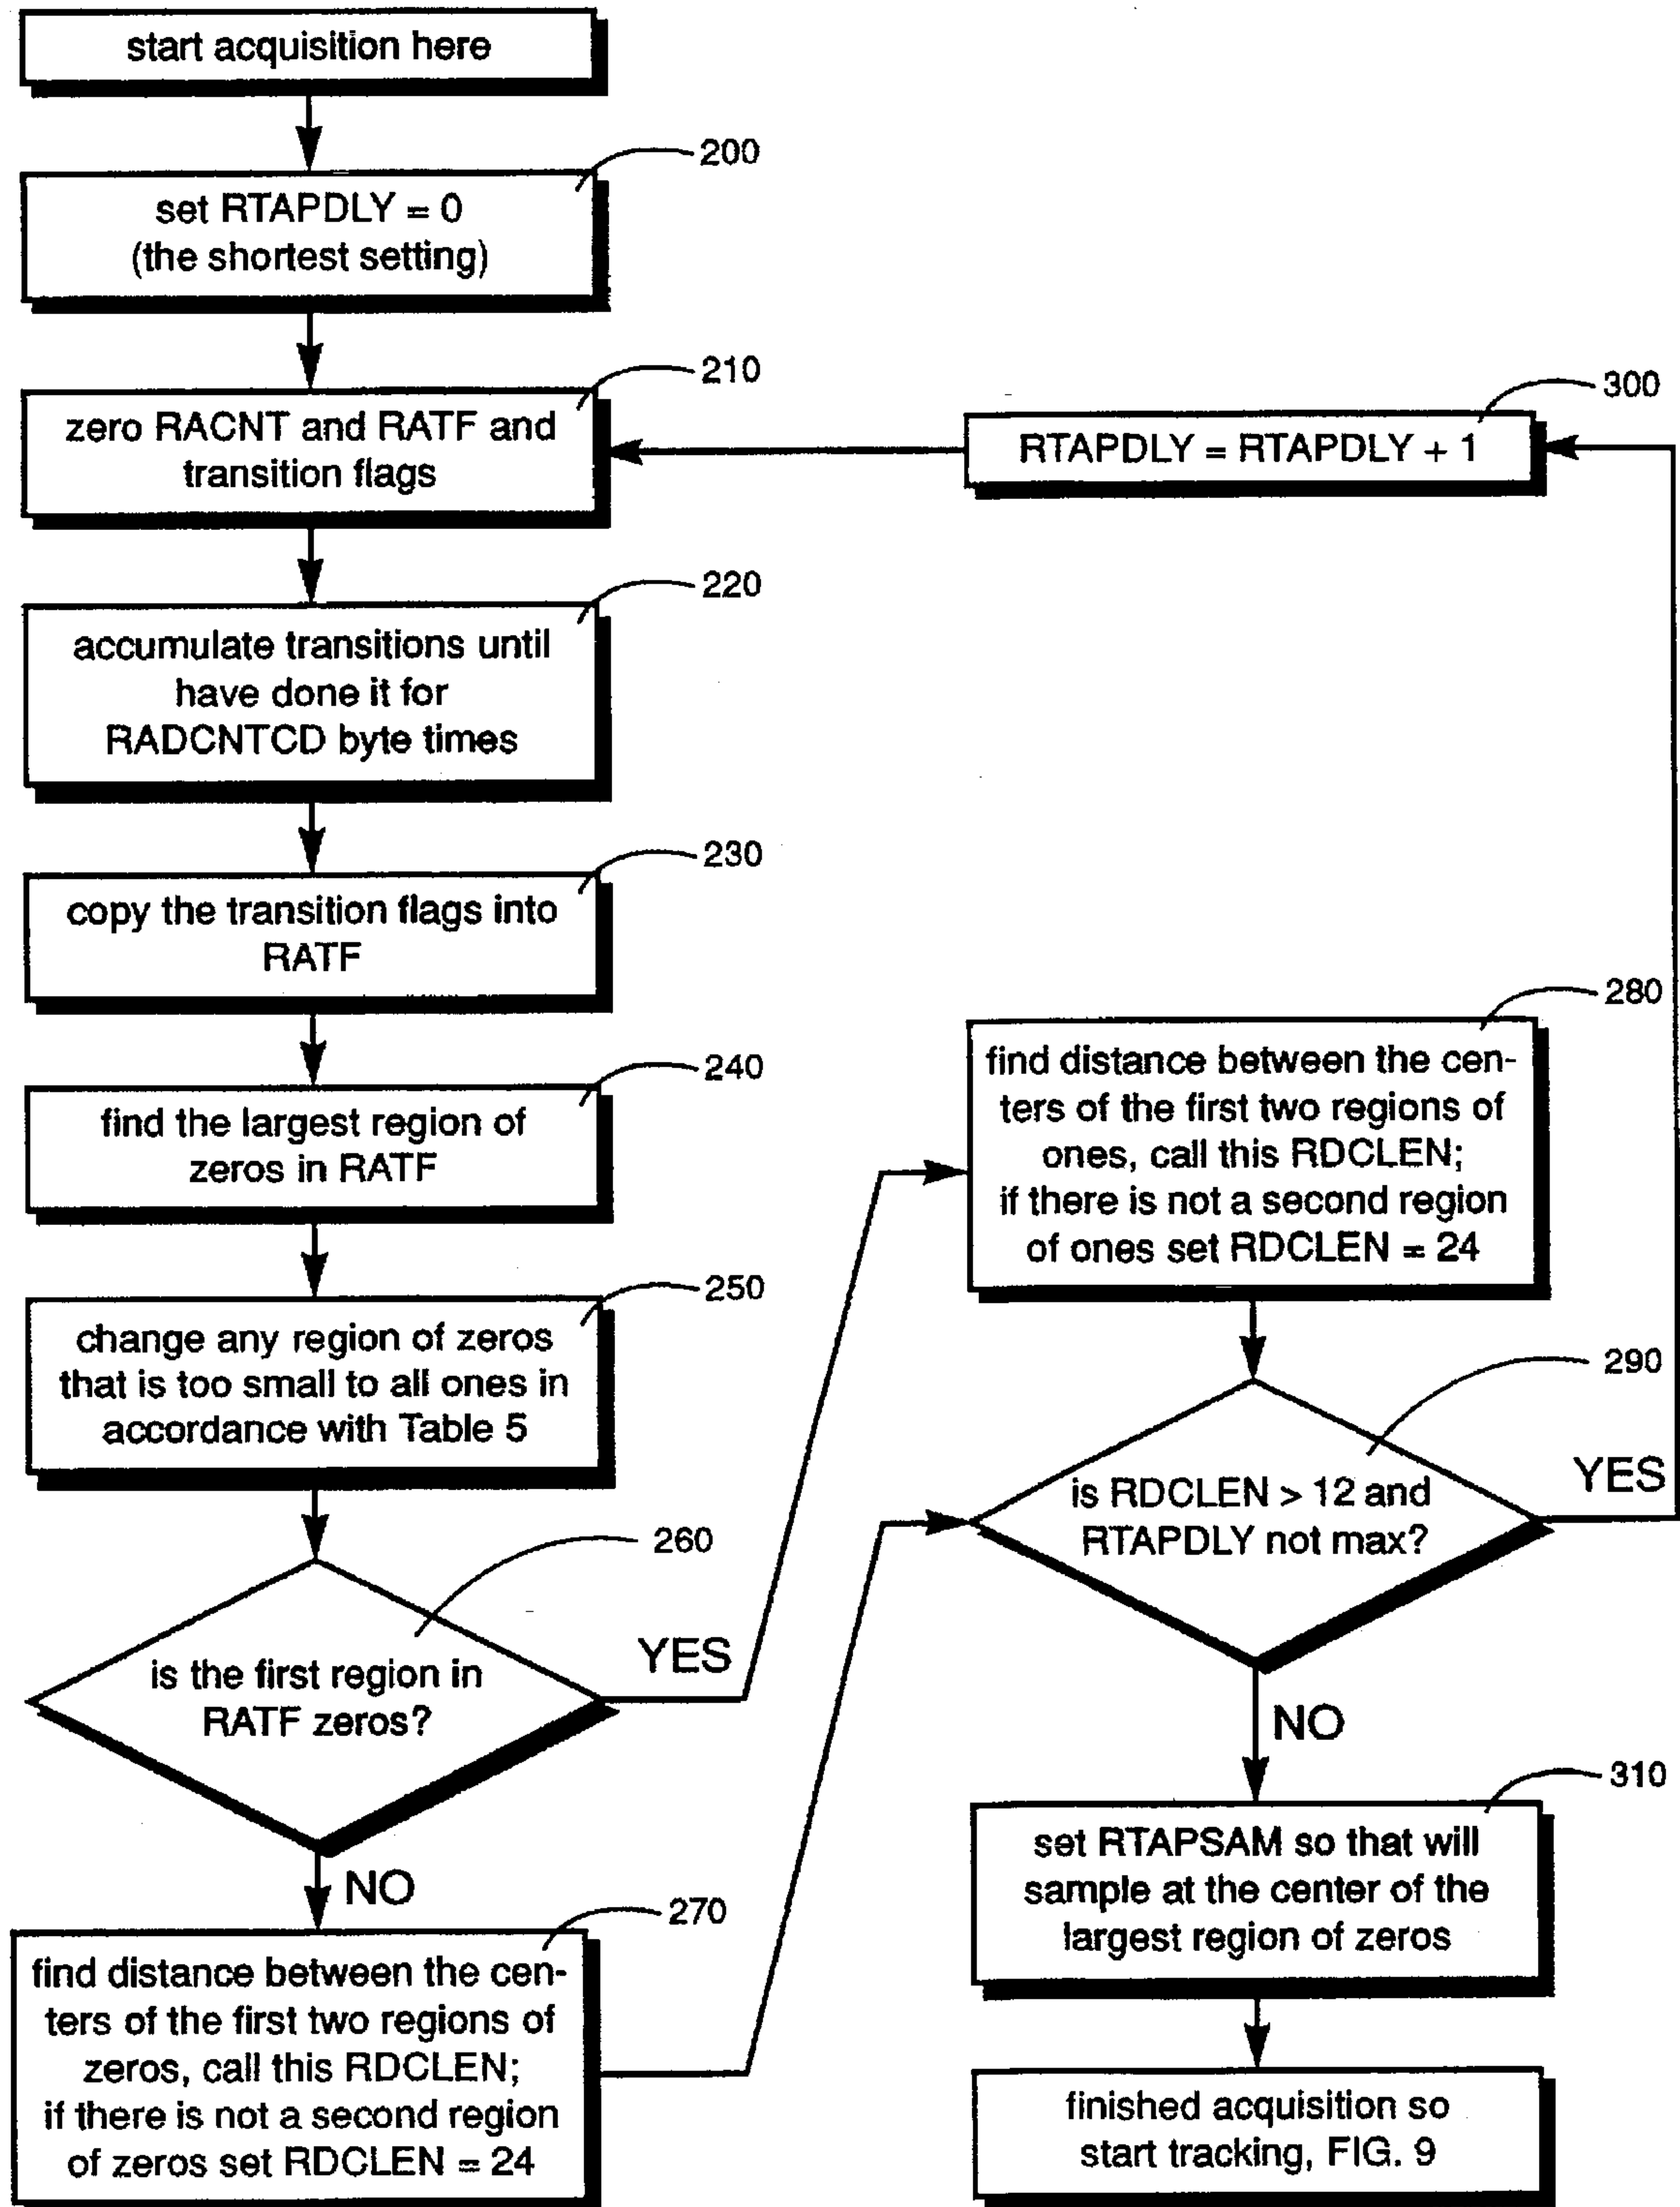 start acquisition here
200
set RTAPDLY = 0
(the shortest setting)
210
zero RACNT and RATF and
transition flags
220
accumulate transitions until
have done it for
RADCNTCD byte times
230
copy the transition flags into
RATF
240
find the largest region of
zeros in RATF
250
change any region of zeros
that is too small to all ones in
accordance with Table 5
260
is the first region in
RATF zeros?
YES
NO
270
find distance between the cen-
ters of the first two regions of
zeros, call this RDCLEN;
if there is not a second region
of zeros set RDCLEN = 24
280
find distance between the cen-
ters of the first two regions of
ones, call this RDCLEN;
if there is not a second region
of ones set RDCLEN = 24
290
is RDCLEN > 12 and
RTAPDLY not max?
YES
300
RTAPDLY = RTAPDLY + 1
NO
310
set RTAPSAM so that will
sample at the center of the
largest region of zeros
finished acquisition so
start tracking, FIG. 9